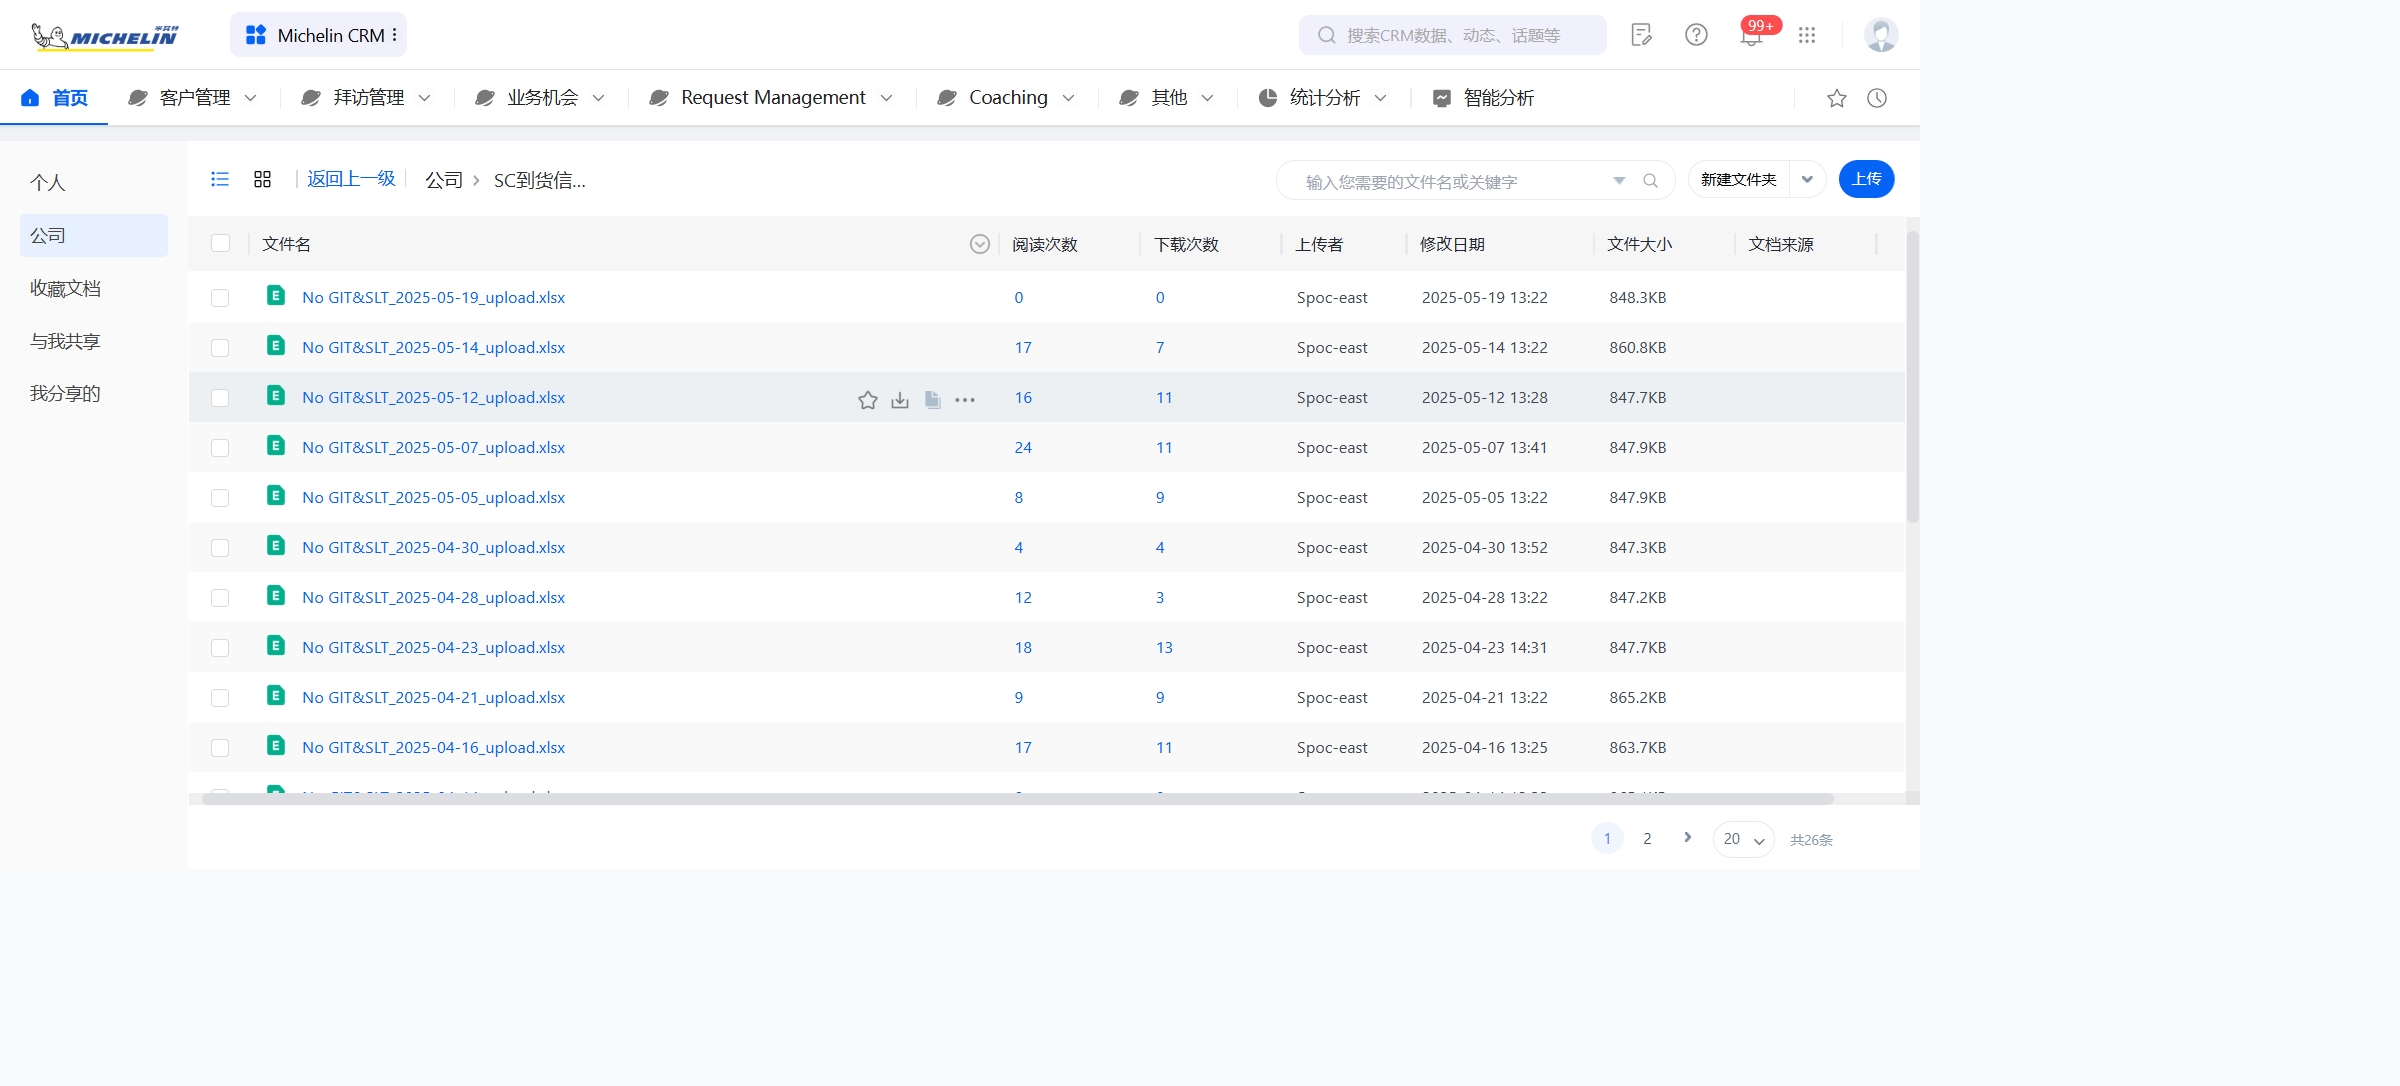 米其林
MICHELIN
Michelin CRM
搜索CRM数据、动态、话题等
99+
首页
客户管理
拜访管理
业务机会
Request Management
Coaching
其他
统计分析
智能分析
个人
公司
收藏文档
与我共享
我分享的
返回上一级 公司 > SC到货信...
输入您需要的文件名或关键字
新建文件夹
上传
文件名 阅读次数 下载次数 上传者 修改日期 文件大小 文档来源
No GIT&SLT_2025-05-19_upload.xlsx 0 0 Spoc-east 2025-05-19 13:22 848.3KB
No GIT&SLT_2025-05-14_upload.xlsx 17 7 Spoc-east 2025-05-14 13:22 860.8KB
No GIT&SLT_2025-05-12_upload.xlsx 16 11 Spoc-east 2025-05-12 13:28 847.7KB
No GIT&SLT_2025-05-07_upload.xlsx 24 11 Spoc-east 2025-05-07 13:41 847.9KB
No GIT&SLT_2025-05-05_upload.xlsx 8 9 Spoc-east 2025-05-05 13:22 847.9KB
No GIT&SLT_2025-04-30_upload.xlsx 4 4 Spoc-east 2025-04-30 13:52 847.3KB
No GIT&SLT_2025-04-28_upload.xlsx 12 3 Spoc-east 2025-04-28 13:22 847.2KB
No GIT&SLT_2025-04-23_upload.xlsx 18 13 Spoc-east 2025-04-23 14:31 847.7KB
No GIT&SLT_2025-04-21_upload.xlsx 9 9 Spoc-east 2025-04-21 13:22 865.2KB
No GIT&SLT_2025-04-16_upload.xlsx 17 11 Spoc-east 2025-04-16 13:25 863.7KB
1 2 > 20 共26条